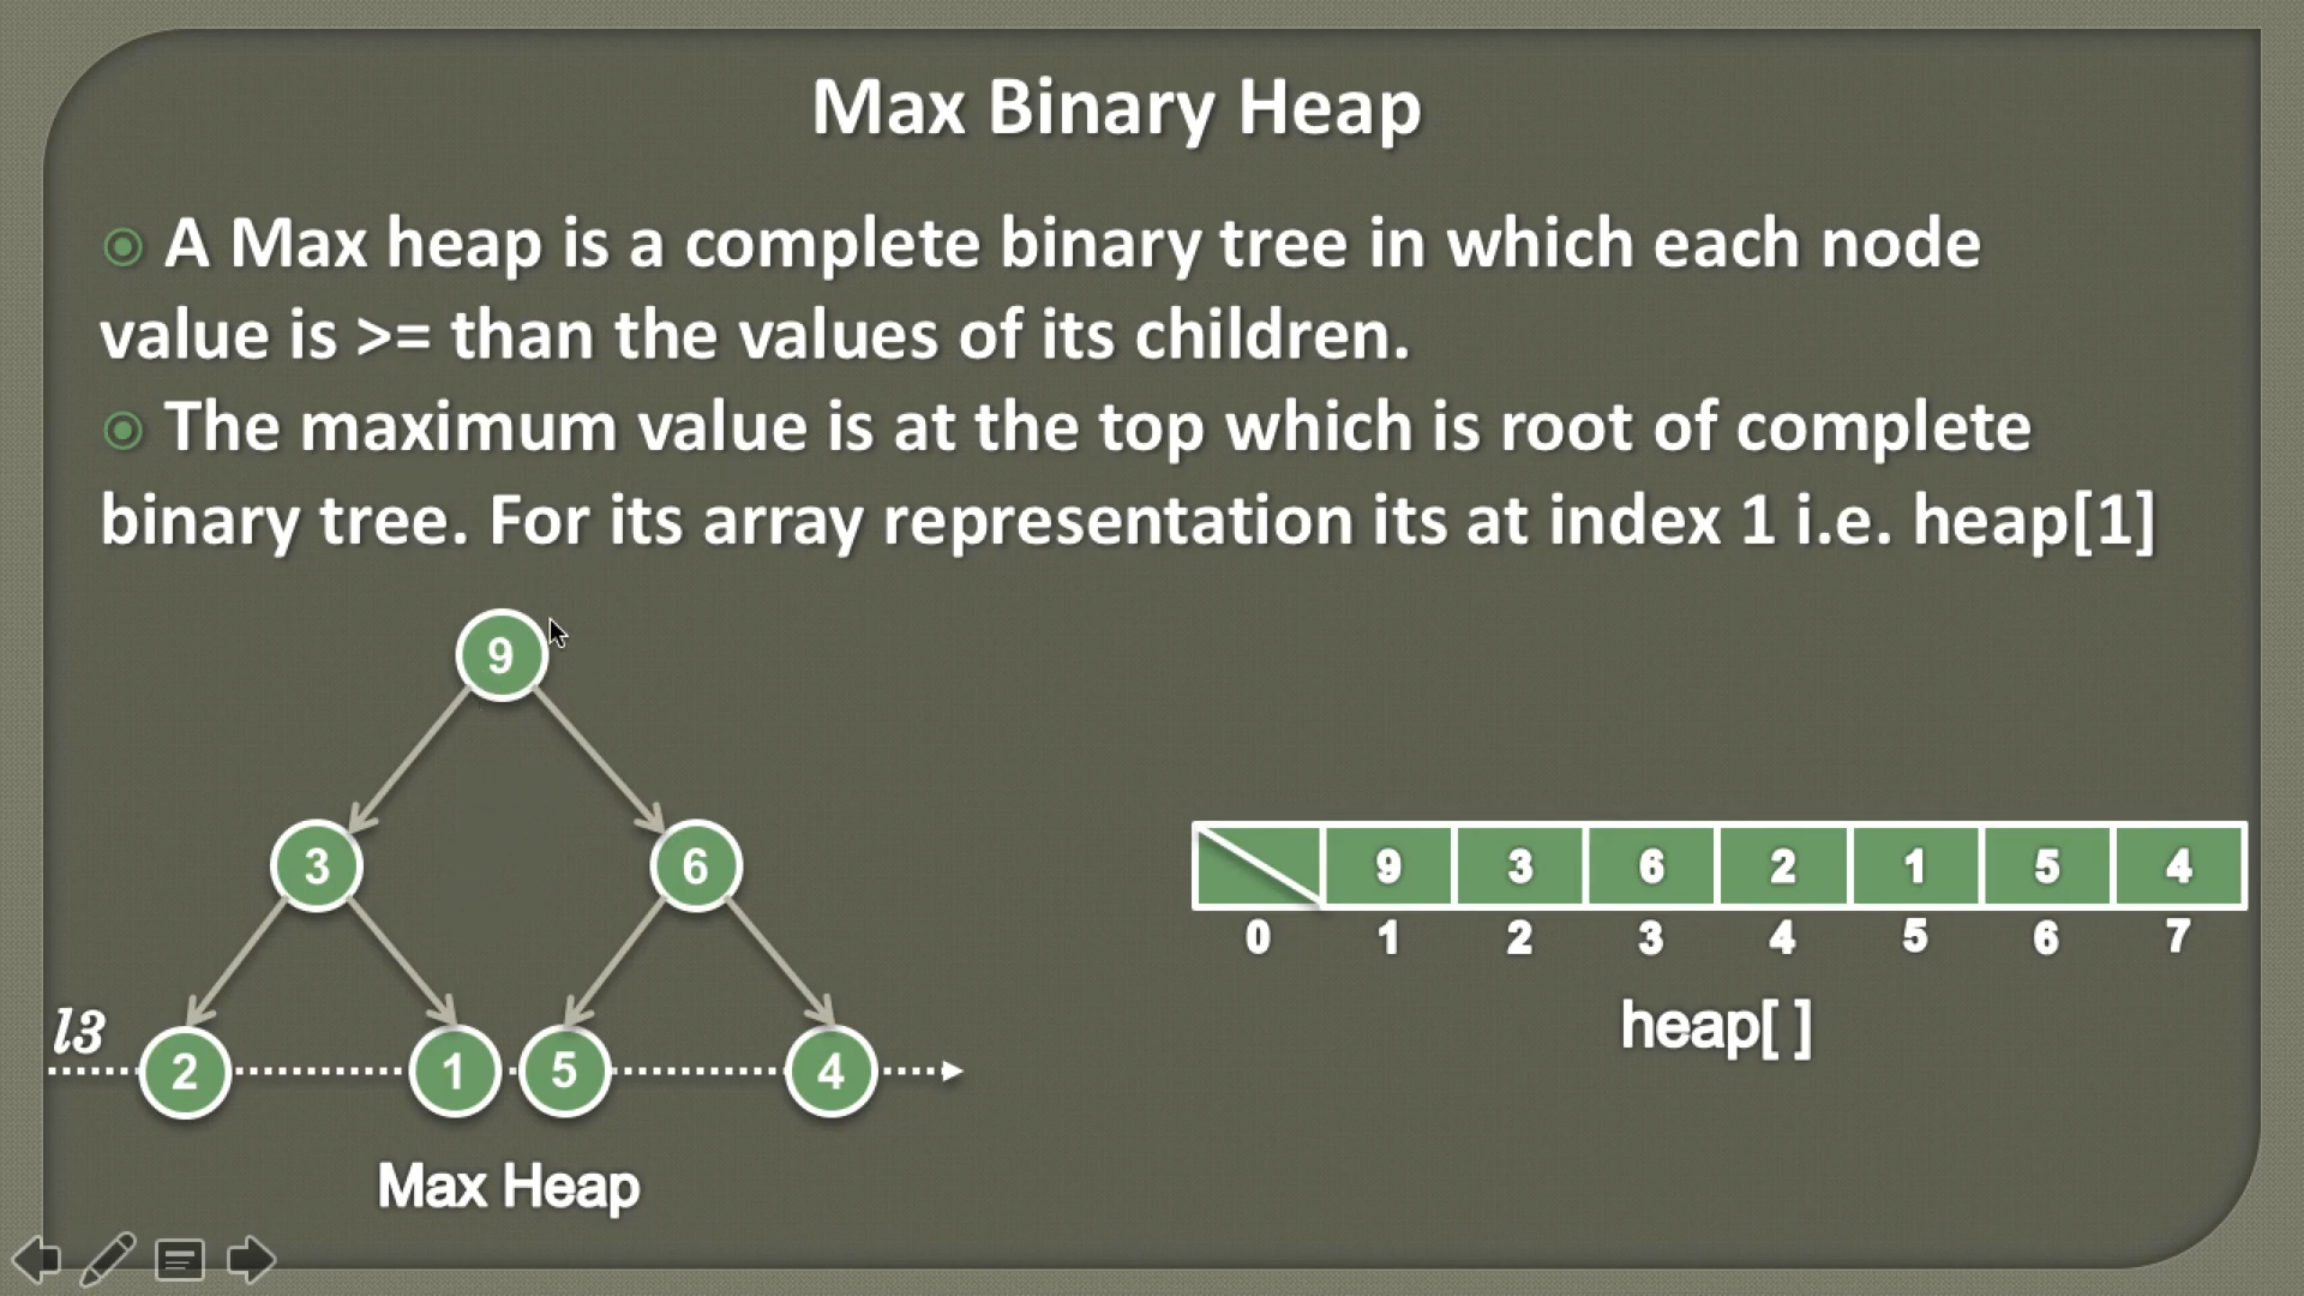 Max Binary Heap
A Max heap is a complete binary tree in which each node
value is >= than the values of its children.
The maximum value is at the top which is root of complete
binary tree. For its array representation its at index 1 i.e. heap[1]
9
3 6
l3
2 1 5 4
Max Heap
9 3 6 2 1 5 4
0 1 2 3 4 5 6 7
heap[ ]